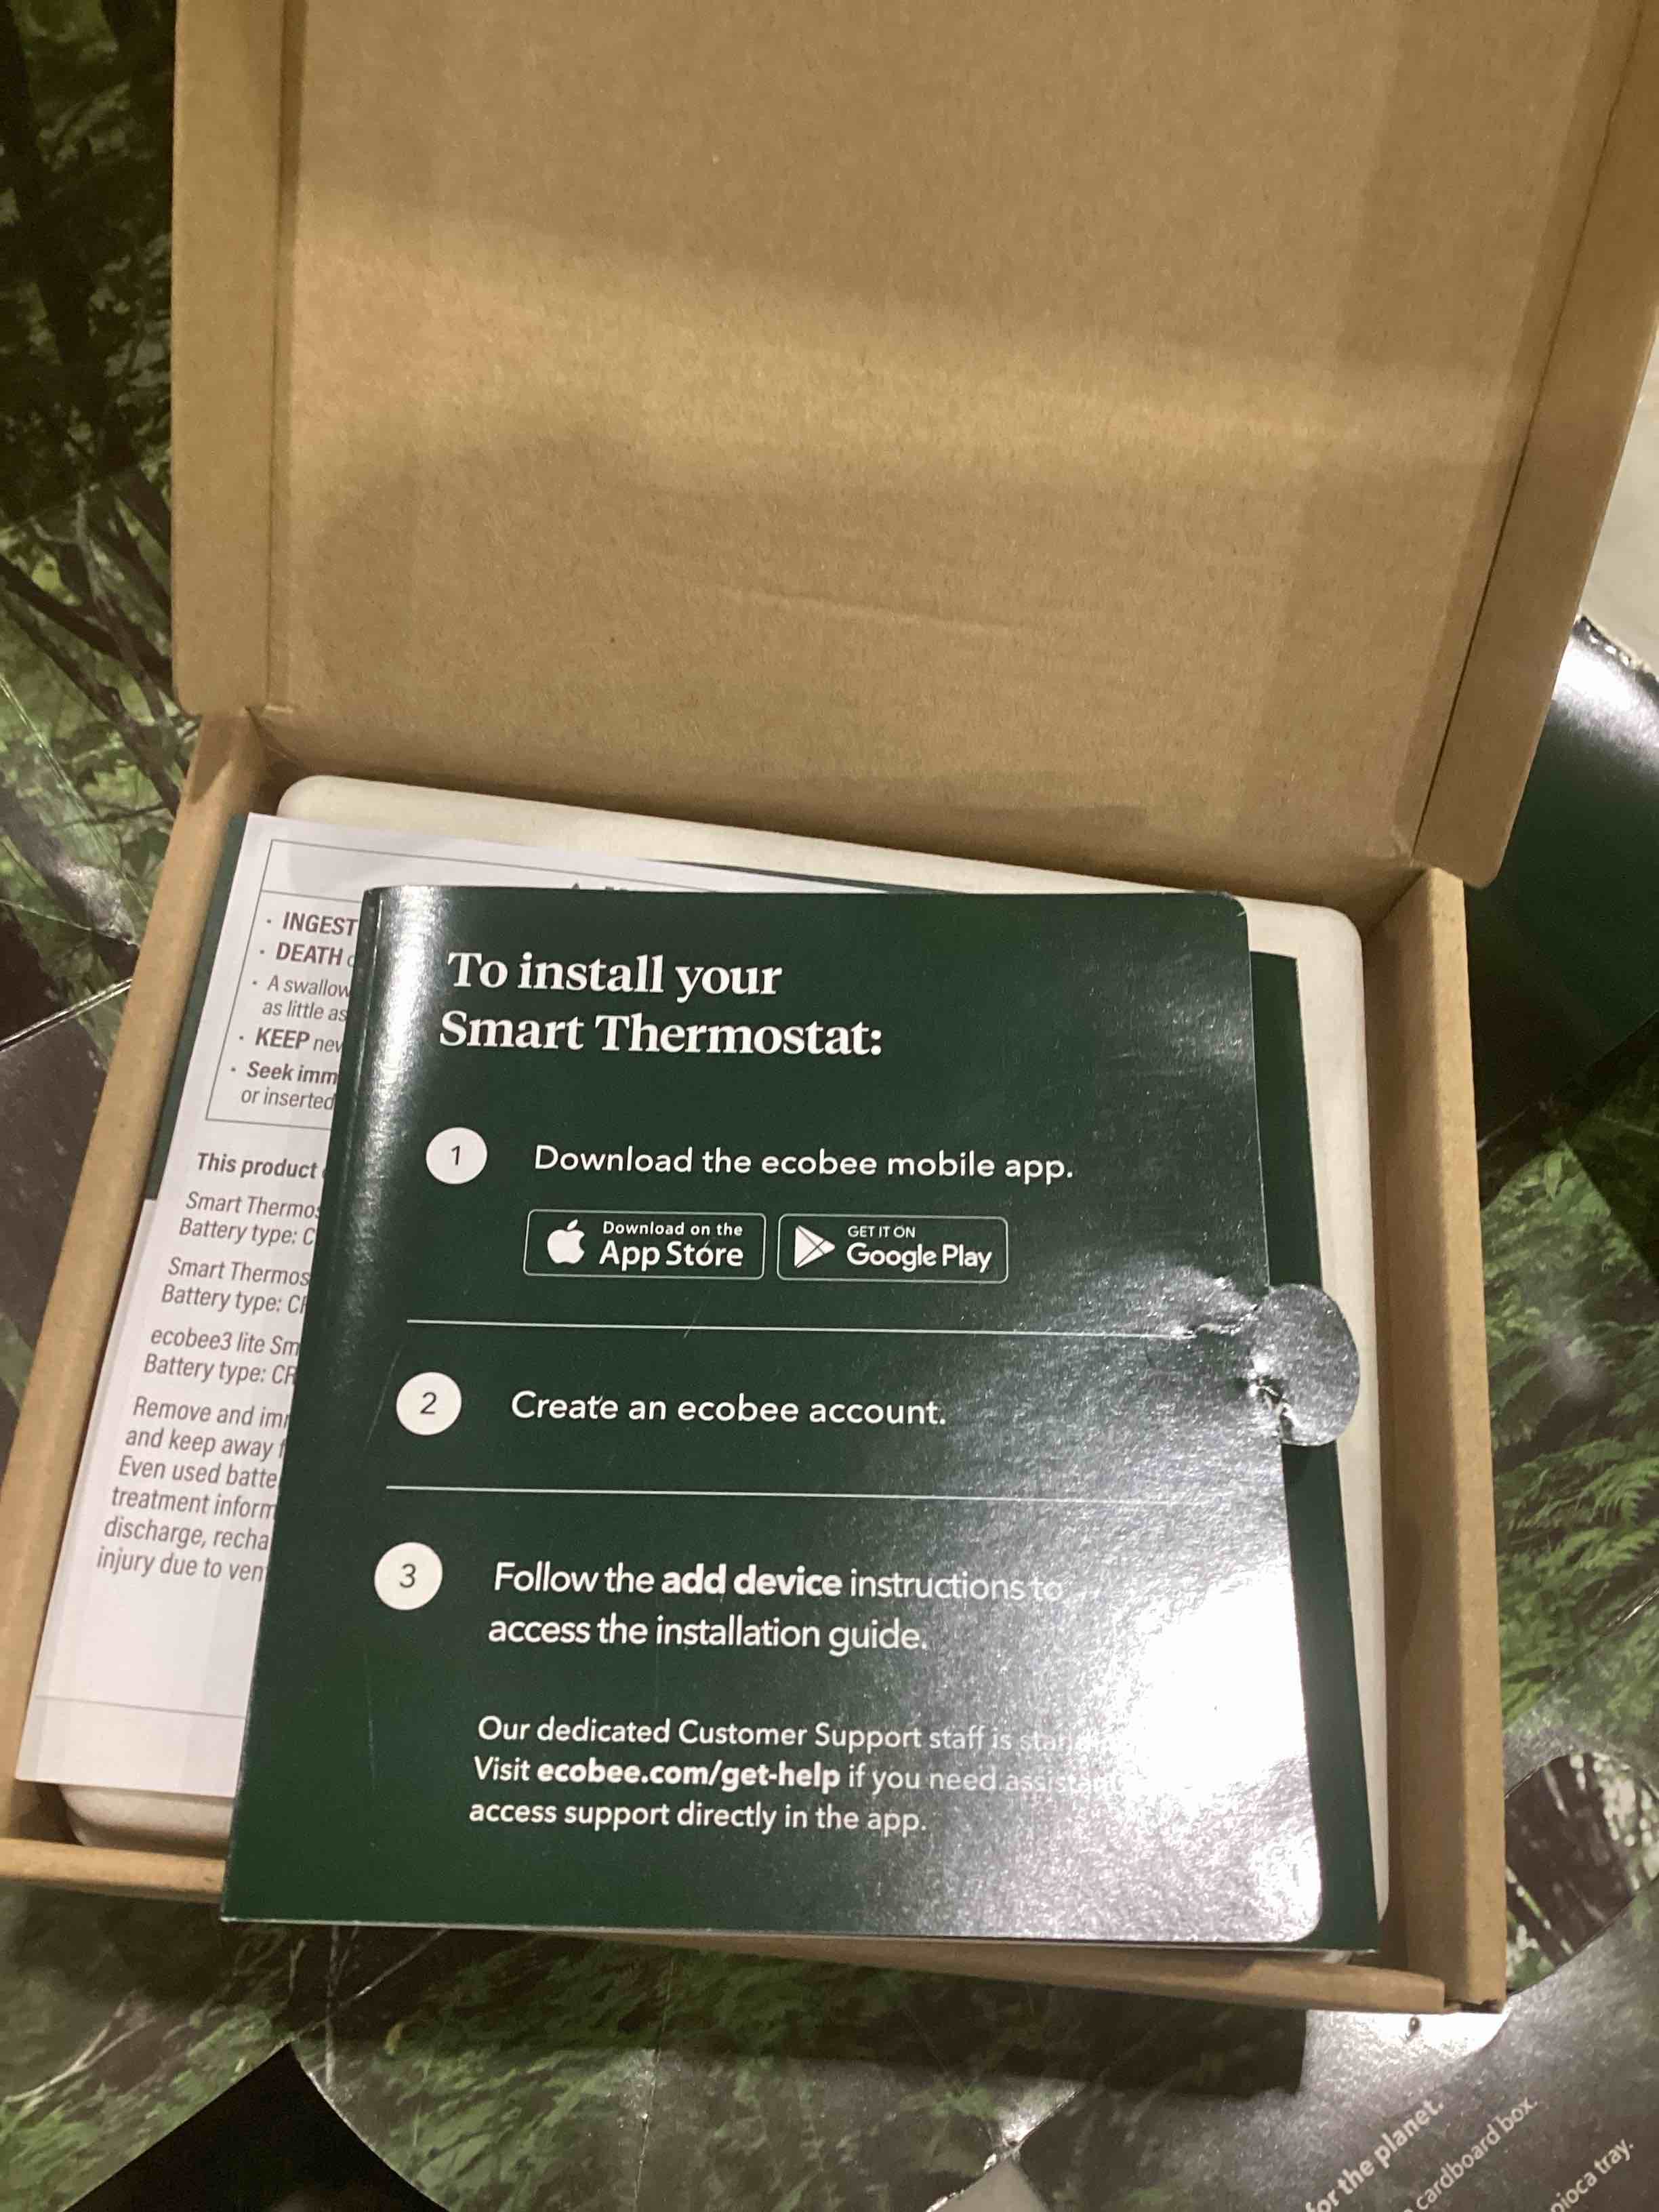 To install your
Smart Thermostat:
1
Download the ecobee mobile app.
Download on the
App Store
GET IT ON
Google Play
2
Create an ecobee account.
3
Follow the add device instructions to
access the installation guide.
Our dedicated Customer Support staff is
Visit ecobee.com/get-help if you need
access support directly in the app.
· INGEST
· DEATH
· A swallow
as little as
· KEEP
· Seek
or inserted
This product
Smart
Battery type:
Smart
Battery type:
ecobee3 lite
Battery type:
Remove and
and keep away
Even used
treatment
discharge,
injury due to
for the planet.
cardboard box.
tray.